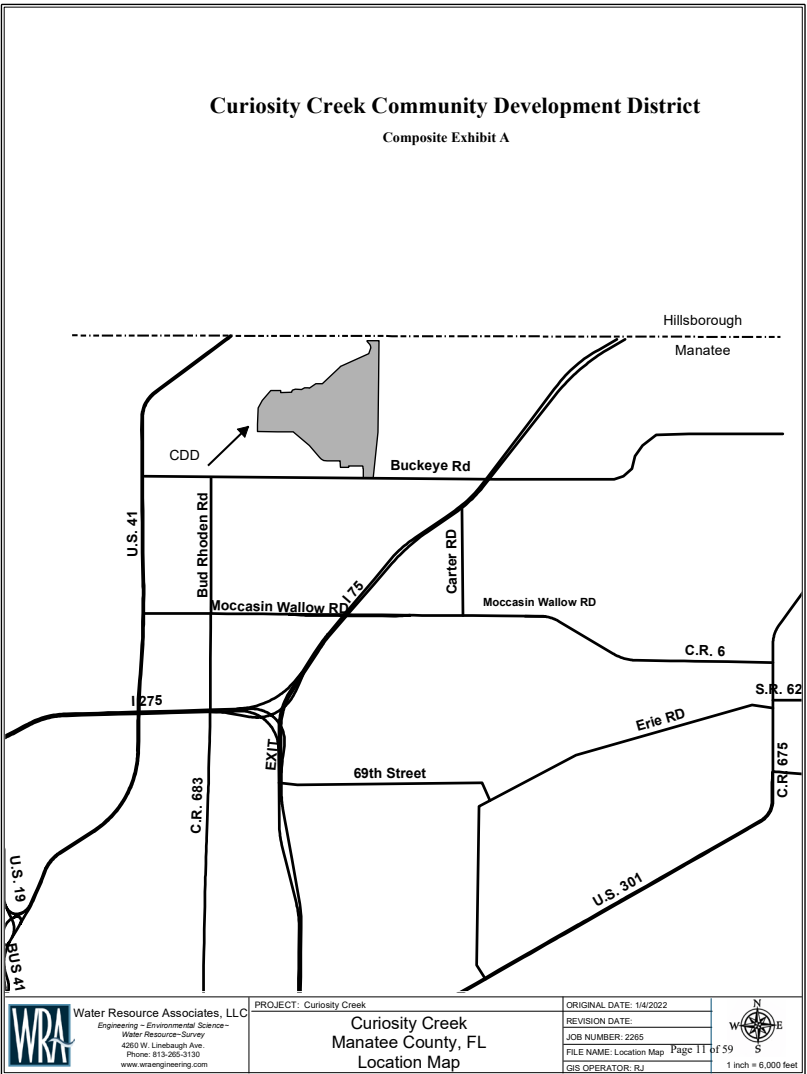 Curiosity Creek Community Development District
Composite Exhibit A
Hillsborough
Manatee
CDD
Buckeye Rd
U.S. 41
Bud Rhoden Rd
Carter RD
I 75
Moccasin Wallow RD
Moccasin Wallow RD
C.R. 6
S.R. 62
I 275
Erie RD
EXIT
69th Street
C.R. 675
C.R. 683
U.S. 19
U.S. 301
BUS 41
WRA
Water Resource Associates, LLC
Engineering ~ Environmental Science~
Water Resource~Survey
4260 W. Linebaugh Ave.
Phone: 813-265-3130
www.wraengineering.com
PROJECT: Curiosity Creek
Curiosity Creek
Manatee County, FL
Location Map
ORIGINAL DATE: 1/4/2022
REVISION DATE:
JOB NUMBER: 2265
FILE NAME: Location Map
GIS OPERATOR: RJ
Page 11 of 59
N
W E
S
1 inch = 6,000 feet